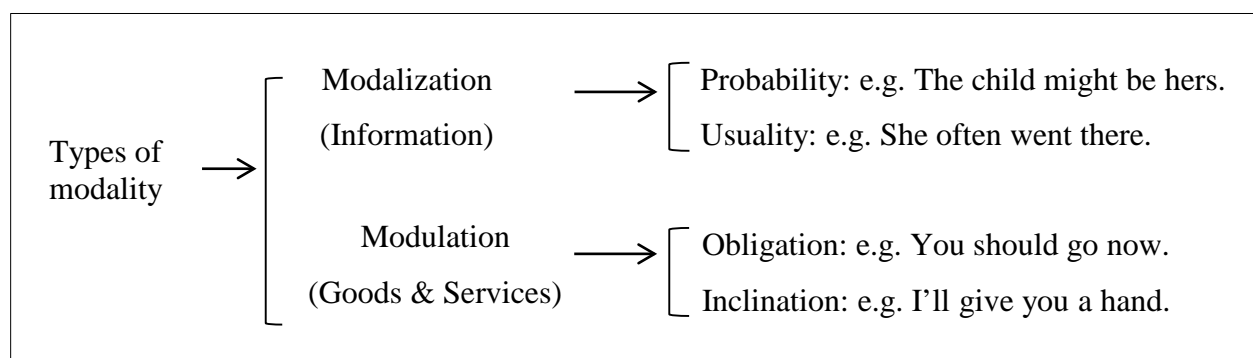 Types of
modality
Modalization
(Information)
Probability: e.g. The child might be hers.
Usuality: e.g. She often went there.
Modulation
(Goods & Services)
Obligation: e.g. You should go now.
Inclination: e.g. I’ll give you a hand.